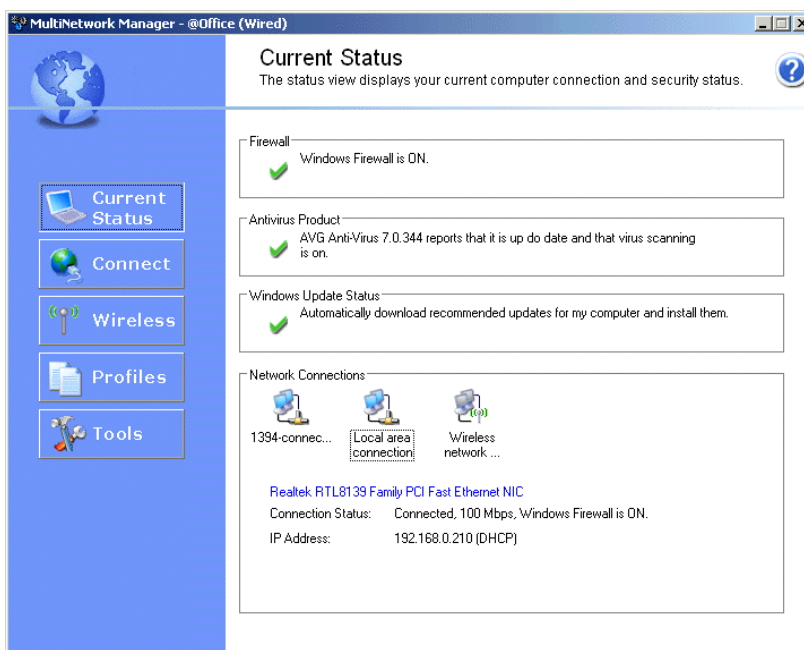 MultiNetwork Manager - @Office (Wired)
Current Status
The status view displays your current computer connection and security status.
?
Current
Status
Connect
Wireless
Profiles
Tools
Firewall
Windows Firewall is ON.
Antivirus Product
AVG Anti-Virus 7.0.344 reports that it is up do date and that virus scanning
is on.
Windows Update Status
Automatically download recommended updates for my computer and install them.
Network Connections
1394-connec...
Local area
connection
Wireless
network ...
Realtek RTL8139 Family PCI Fast Ethernet NIC
Connection Status: Connected, 100 Mbps, Windows Firewall is ON.
IP Address: 192.168.0.210 (DHCP)